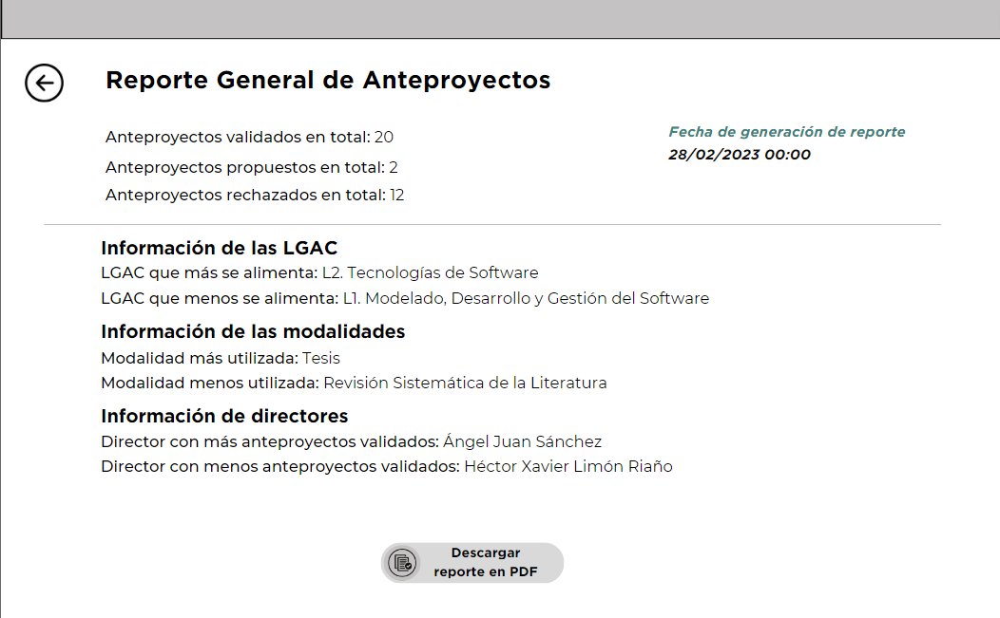 Reporte General de Anteproyectos
Anteproyectos validados en total: 20
Anteproyectos propuestos en total: 2
Anteproyectos rechazados en total: 12
Fecha de generación de reporte
28/02/2023 00:00
Información de las LGAC
LGAC que más se alimenta: L2. Tecnologías de Software
LGAC que menos se alimenta: L1. Modelado, Desarrollo y Gestión del Software
Información de las modalidades
Modalidad más utilizada: Tesis
Modalidad menos utilizada: Revisión Sistemática de la Literatura
Información de directores
Director con más anteproyectos validados: Ángel Juan Sánchez
Director con menos anteproyectos validados: Héctor Xavier Limón Riaño
Descargar
reporte en PDF